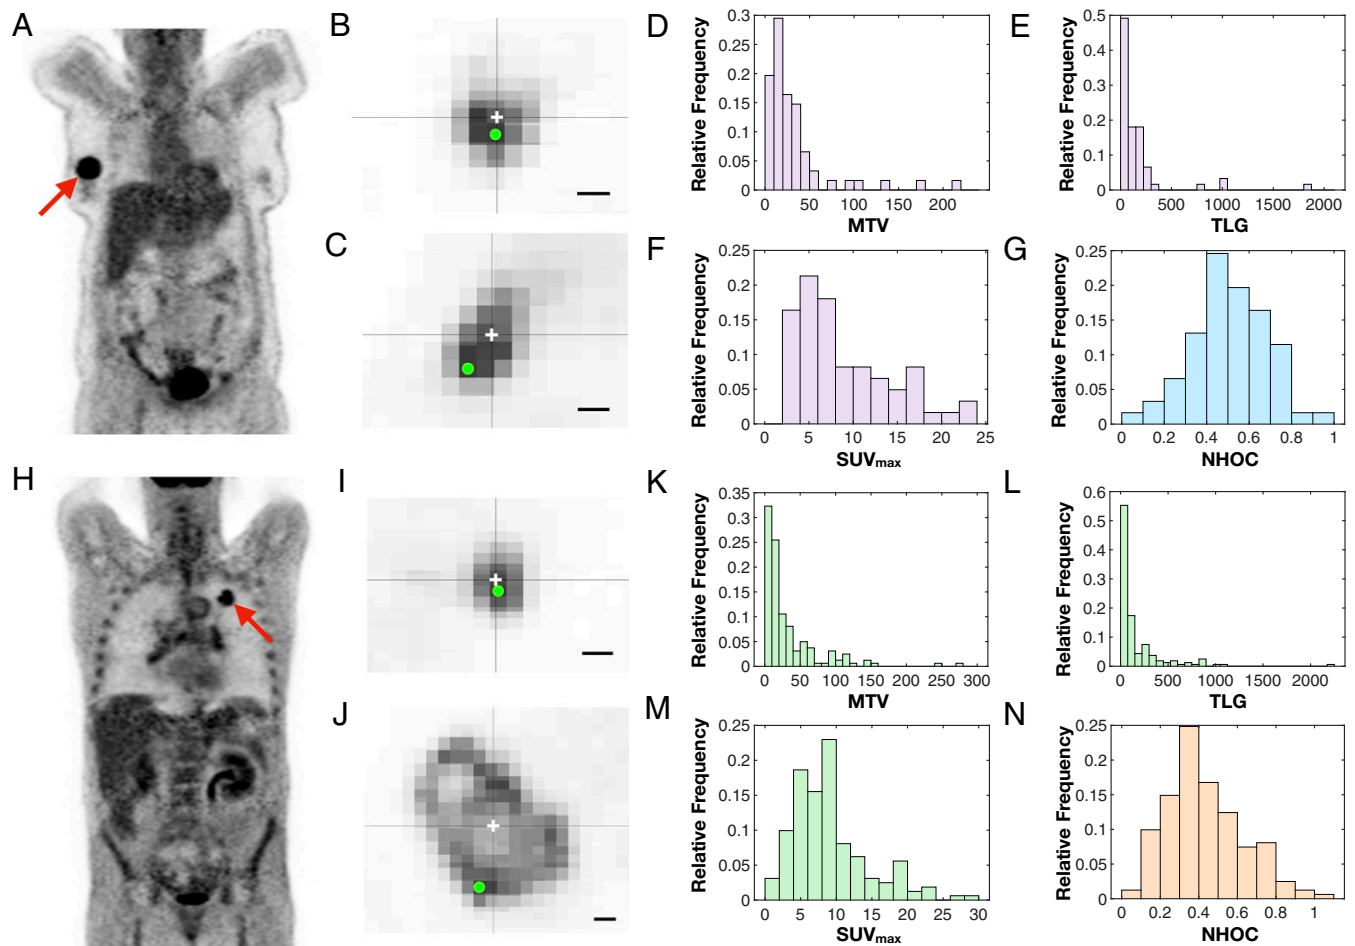 A
B
C
D
0.3
0.25
0.2
0.15
0.1
0.05
0
Relative Frequency
0 50 100 150 200
MTV
E
0.5
0.4
0.3
0.2
0.1
0
Relative Frequency
0 500 1000 1500 2000
TLG
F
0.25
0.2
0.15
0.1
0.05
0
Relative Frequency
0 5 10 15 20 25
SUVmax
G
0.25
0.2
0.15
0.1
0.05
0
Relative Frequency
0 0.2 0.4 0.6 0.8 1
NHOC
H
I
J
K
0.35
0.3
0.25
0.2
0.15
0.1
0.05
0
Relative Frequency
0 50 100 150 200 250 300
MTV
L
0.6
0.5
0.4
0.3
0.2
0.1
0
Relative Frequency
0 500 1000 1500 2000
TLG
M
0.25
0.2
0.15
0.1
0.05
0
Relative Frequency
0 5 10 15 20 25 30
SUVmax
N
0.25
0.2
0.15
0.1
0.05
0
Relative Frequency
0 0.2 0.4 0.6 0.8 1
NHOC